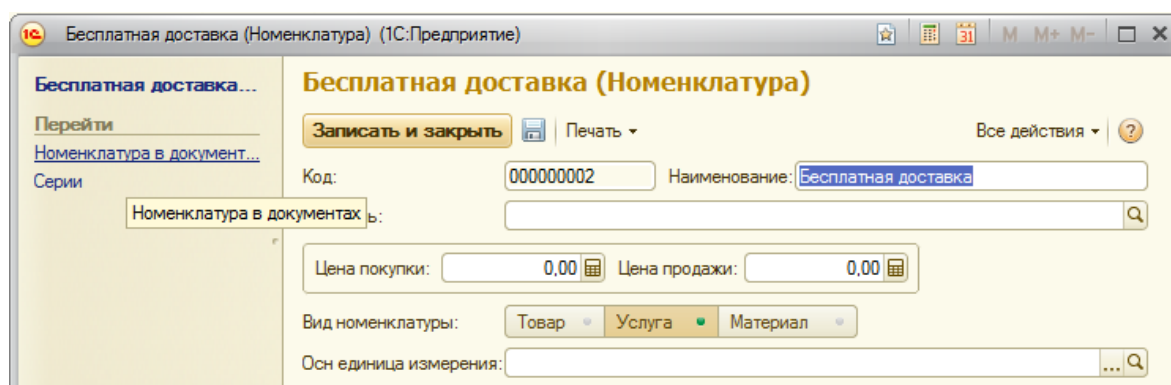 Бесплатная доставка (Номенклатура) (1С:Предприятие)
31 M M+ M-
Бесплатная доставка...
Перейти
Номенклатура в документ...
Серии
Номенклатура в документах
Бесплатная доставка (Номенклатура)
Записать и закрыть Печать Все действия ?
Код: 000000002 Наименование: Бесплатная доставка
ь:
Цена покупки: 0,00 Цена продажи: 0,00
Вид номенклатуры: Товар Услуга Материал
Осн единица измерения: ...